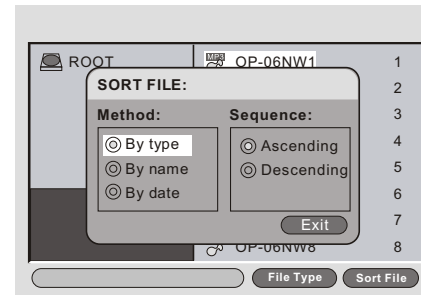 ROOT
MP3 OP-06NW1 1
2
SORT FILE:
Method: Sequence:
3
By type Ascending
4
By name Descending
5
By date
6
Exit
7
OP-06NW8 8
File Type Sort File